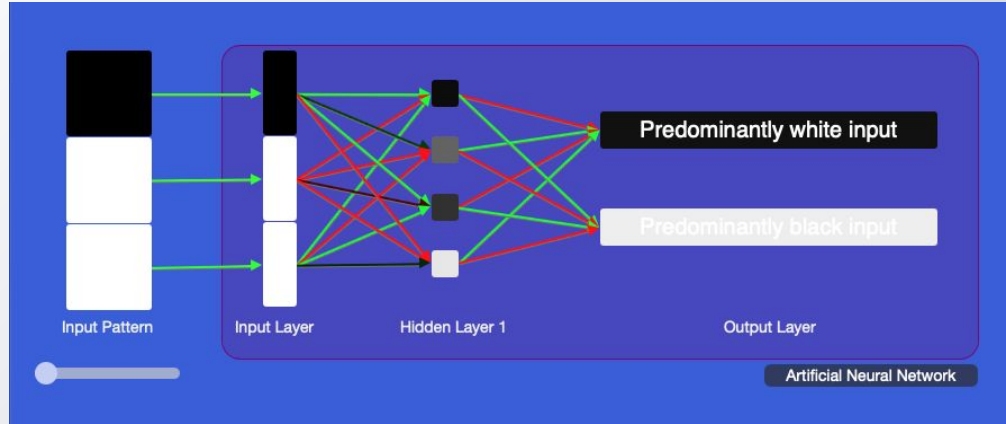 Predominantly white input
Predominantly black input
Input Pattern
Input Layer
Hidden Layer 1
Output Layer
Artificial Neural Network